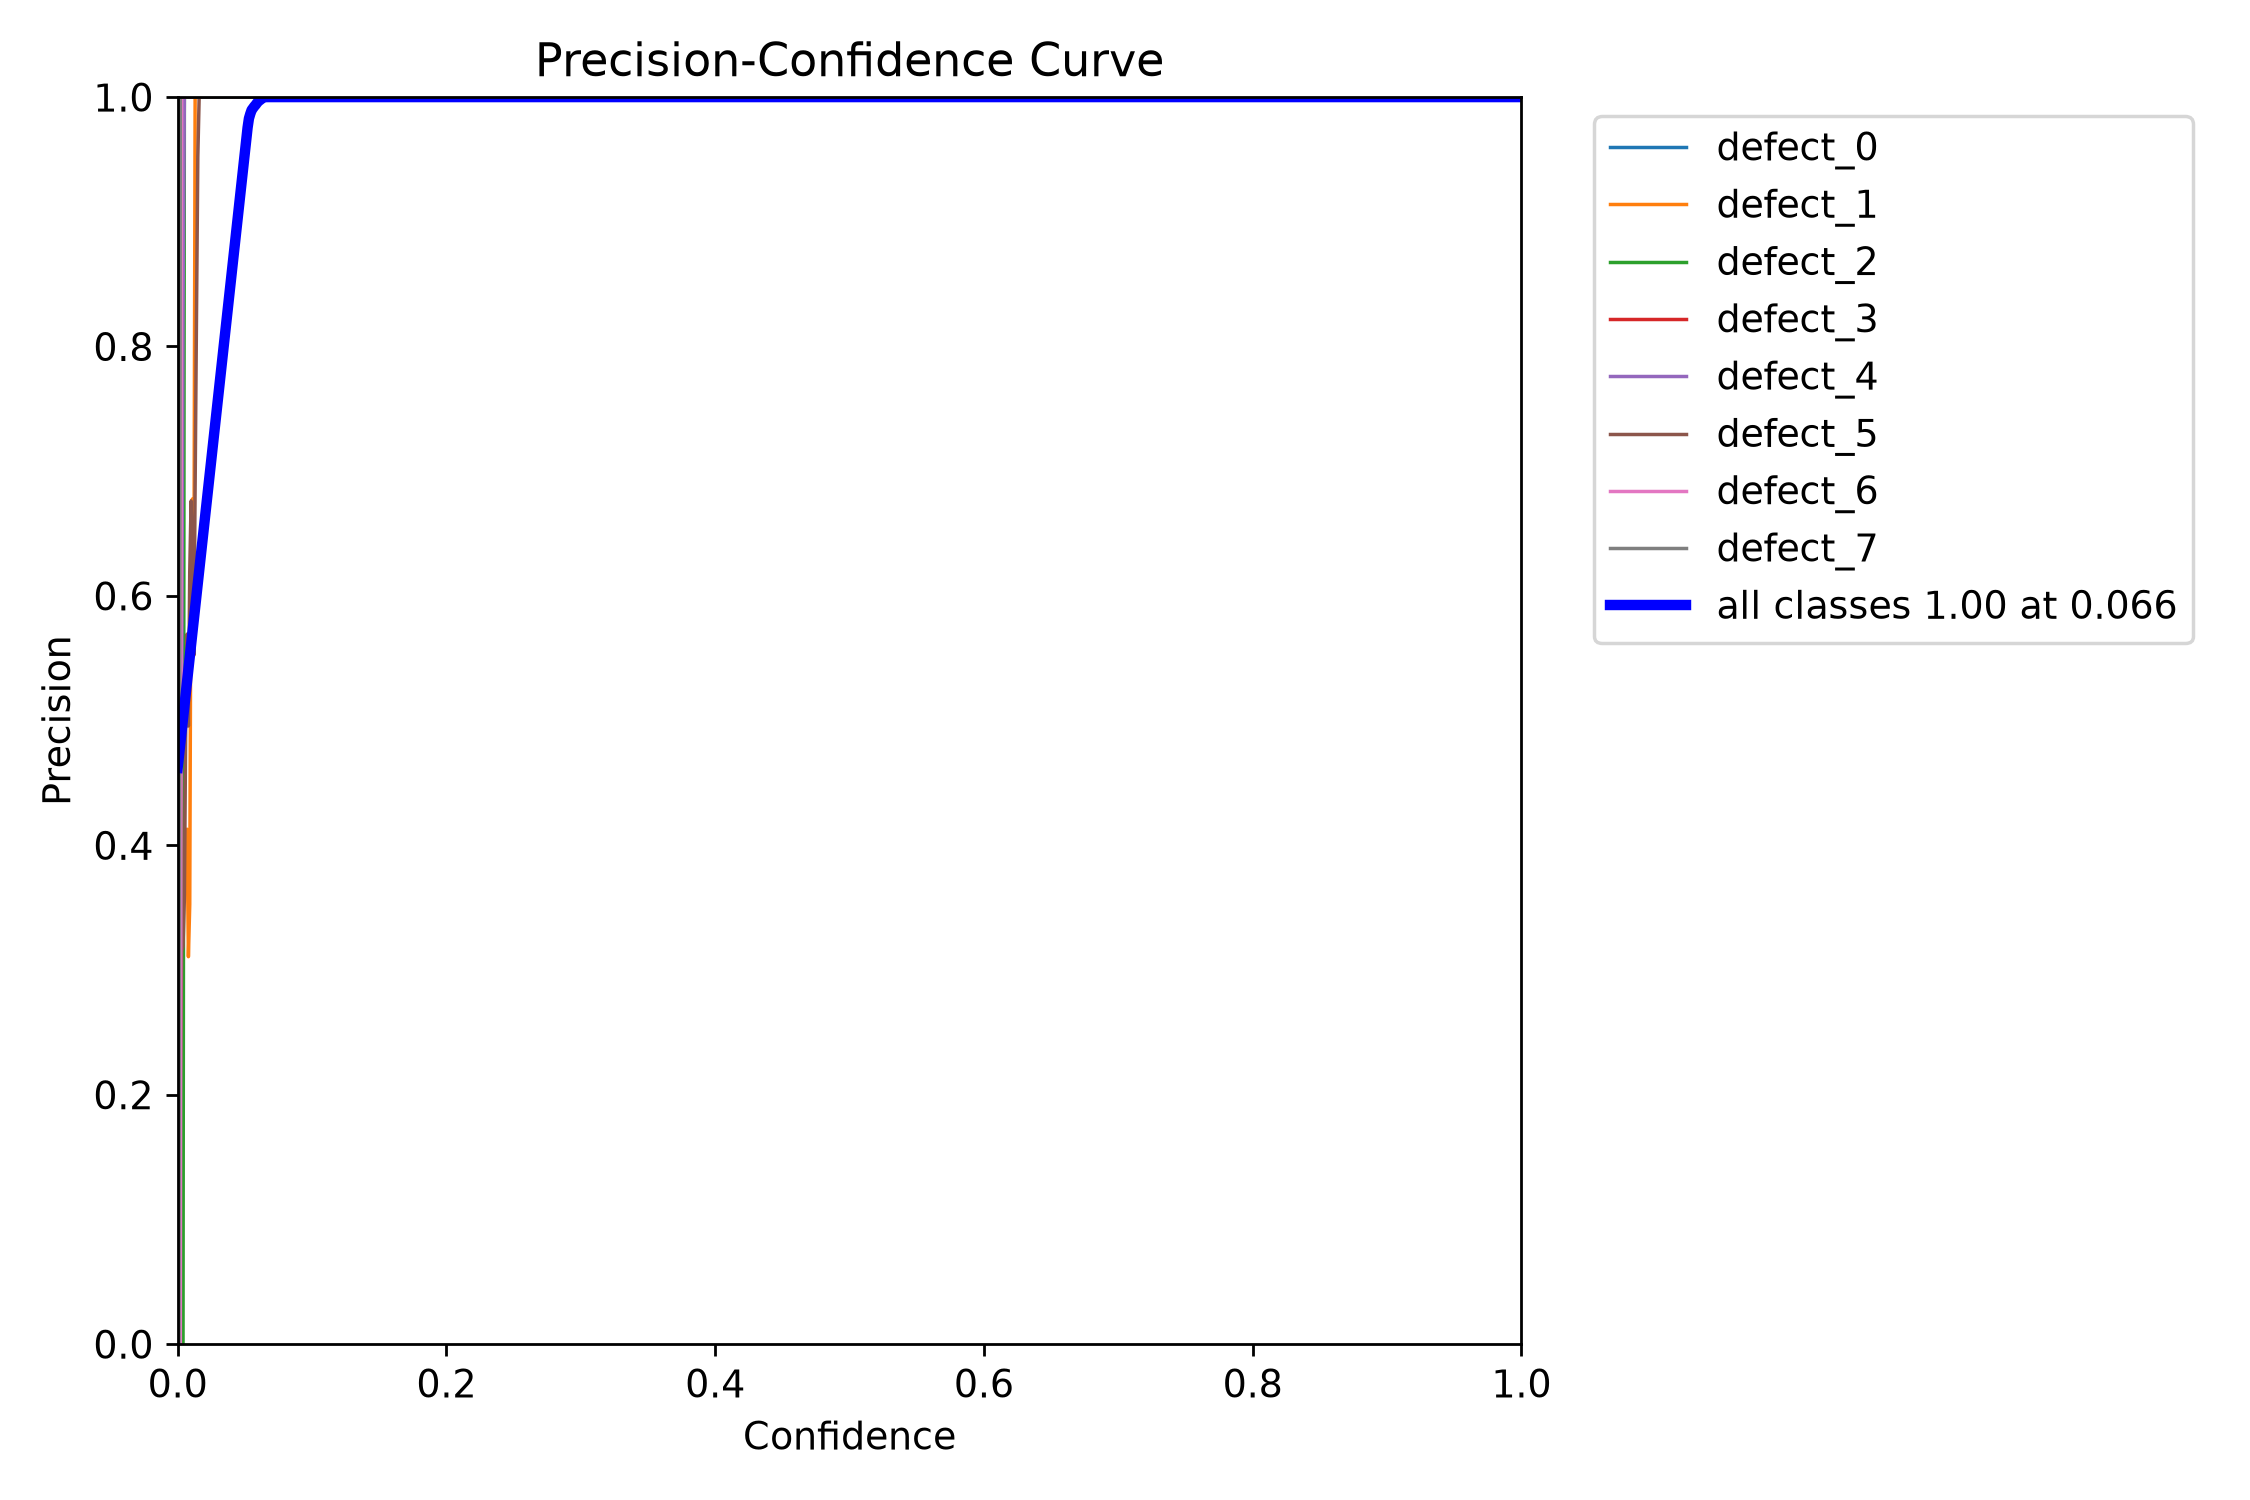 Precision-Confidence Curve
1.0
0.8
0.6
0.4
0.2
0.0
Precision
0.0 0.2 0.4 0.6 0.8 1.0
Confidence
defect_0
defect_1
defect_2
defect_3
defect_4
defect_5
defect_6
defect_7
all classes 1.00 at 0.066